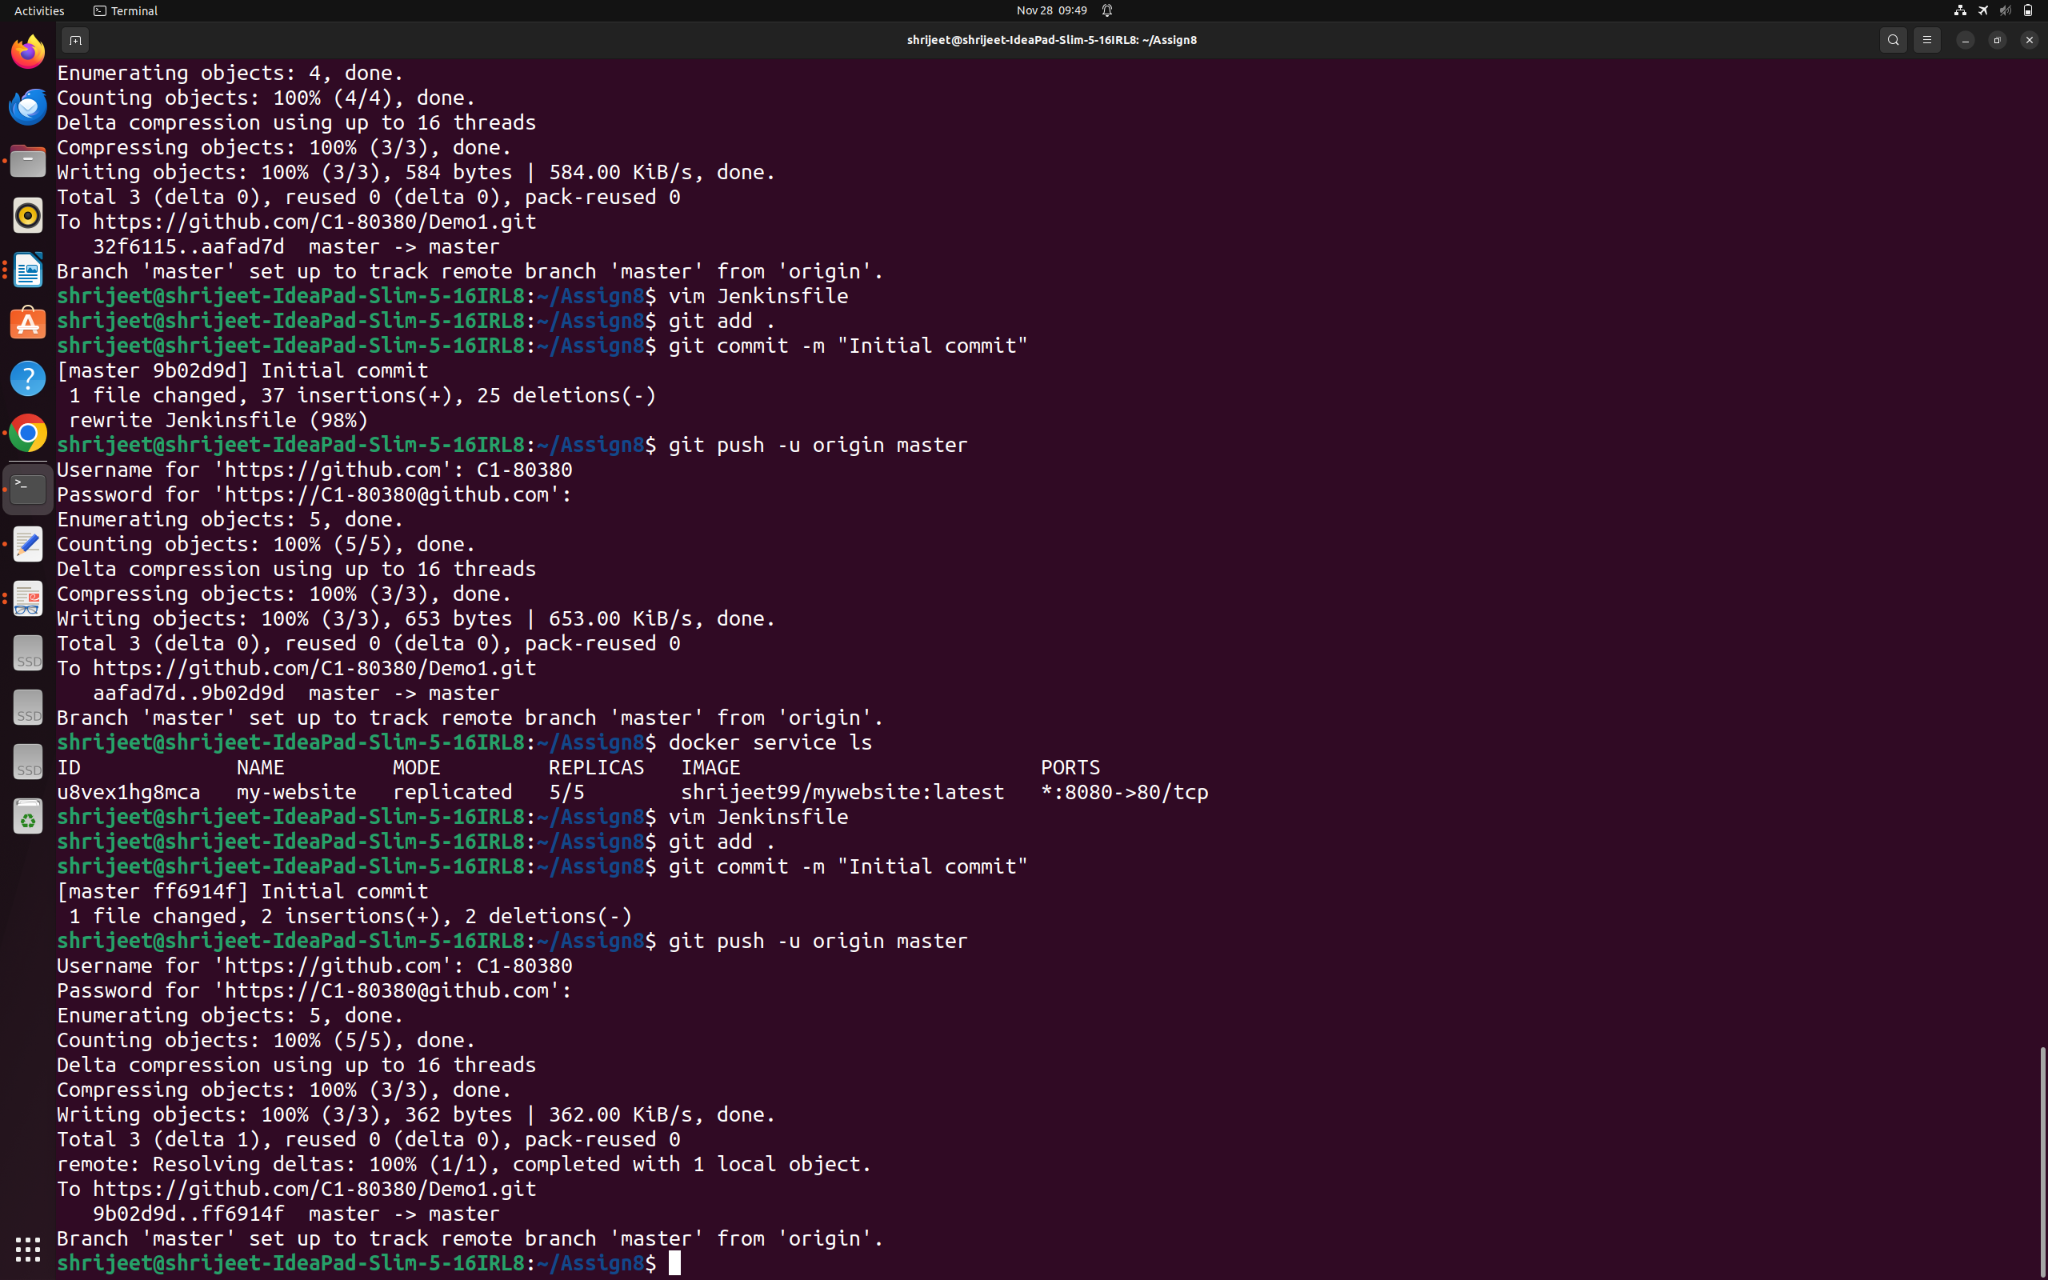 Activities Terminal Nov 28 09:49
shrijeet@shrijeet-IdeaPad-Slim-5-16IRL8: ~/Assign8
Enumerating objects: 4, done.
Counting objects: 100% (4/4), done.
Delta compression using up to 16 threads
Compressing objects: 100% (3/3), done.
Writing objects: 100% (3/3), 584 bytes | 584.00 KiB/s, done.
Total 3 (delta 0), reused 0 (delta 0), pack-reused 0
To https://github.com/C1-80380/Demo1.git
   32f6115..aafad7d  master -> master
Branch 'master' set up to track remote branch 'master' from 'origin'.
shrijeet@shrijeet-IdeaPad-Slim-5-16IRL8:~/Assign8$ vim Jenkinsfile
shrijeet@shrijeet-IdeaPad-Slim-5-16IRL8:~/Assign8$ git add .
shrijeet@shrijeet-IdeaPad-Slim-5-16IRL8:~/Assign8$ git commit -m "Initial commit"
[master 9b02d9d] Initial commit
 1 file changed, 37 insertions(+), 25 deletions(-)
 rewrite Jenkinsfile (98%)
shrijeet@shrijeet-IdeaPad-Slim-5-16IRL8:~/Assign8$ git push -u origin master
Username for 'https://github.com': C1-80380
Password for 'https://C1-80380@github.com':
Enumerating objects: 5, done.
Counting objects: 100% (5/5), done.
Delta compression using up to 16 threads
Compressing objects: 100% (3/3), done.
Writing objects: 100% (3/3), 653 bytes | 653.00 KiB/s, done.
Total 3 (delta 0), reused 0 (delta 0), pack-reused 0
To https://github.com/C1-80380/Demo1.git
   aafad7d..9b02d9d  master -> master
Branch 'master' set up to track remote branch 'master' from 'origin'.
shrijeet@shrijeet-IdeaPad-Slim-5-16IRL8:~/Assign8$ docker service ls
ID             NAME         MODE         REPLICAS   IMAGE                         PORTS
u8vex1hg8mca   my-website   replicated   5/5        shrijeet99/mywebsite:latest   *:8080->80/tcp
shrijeet@shrijeet-IdeaPad-Slim-5-16IRL8:~/Assign8$ vim Jenkinsfile
shrijeet@shrijeet-IdeaPad-Slim-5-16IRL8:~/Assign8$ git add .
shrijeet@shrijeet-IdeaPad-Slim-5-16IRL8:~/Assign8$ git commit -m "Initial commit"
[master ff6914f] Initial commit
 1 file changed, 2 insertions(+), 2 deletions(-)
shrijeet@shrijeet-IdeaPad-Slim-5-16IRL8:~/Assign8$ git push -u origin master
Username for 'https://github.com': C1-80380
Password for 'https://C1-80380@github.com':
Enumerating objects: 5, done.
Counting objects: 100% (5/5), done.
Delta compression using up to 16 threads
Compressing objects: 100% (3/3), done.
Writing objects: 100% (3/3), 362 bytes | 362.00 KiB/s, done.
Total 3 (delta 1), reused 0 (delta 0), pack-reused 0
remote: Resolving deltas: 100% (1/1), completed with 1 local object.
To https://github.com/C1-80380/Demo1.git
   9b02d9d..ff6914f  master -> master
Branch 'master' set up to track remote branch 'master' from 'origin'.
shrijeet@shrijeet-IdeaPad-Slim-5-16IRL8:~/Assign8$
SSD
SSD
SSD